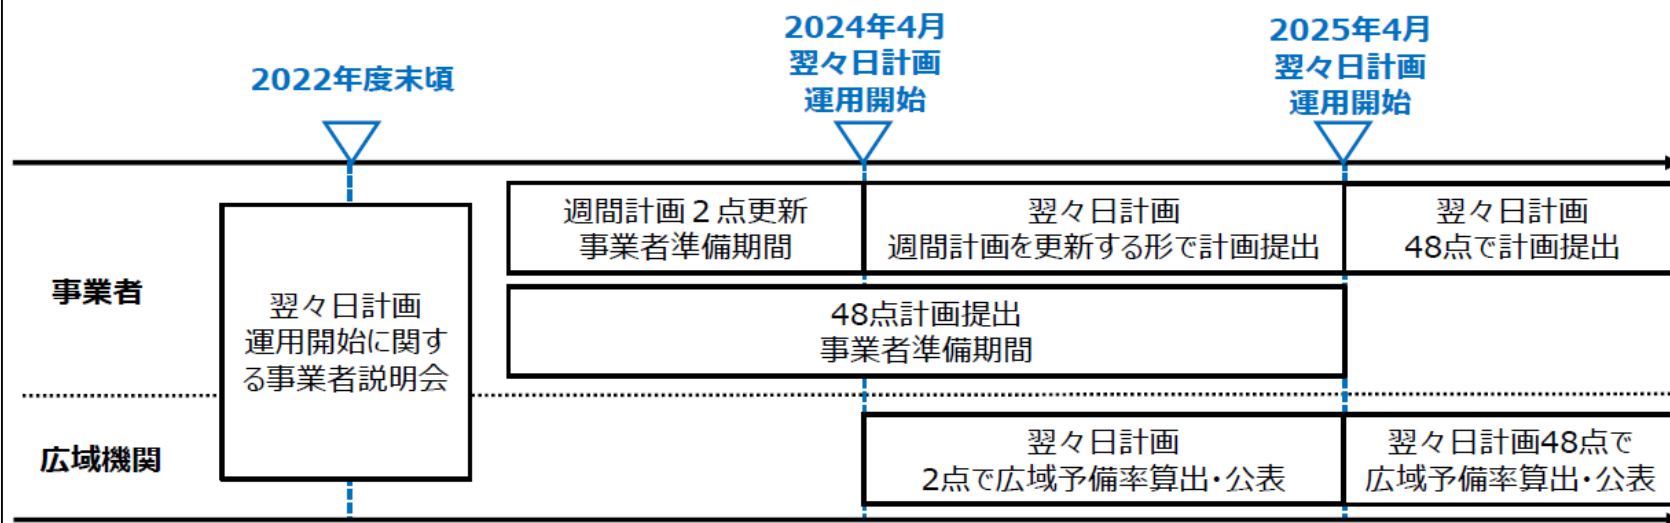 2022年度末頃
2024年4月
翌々日計画
運用開始
2025年4月
翌々日計画
運用開始
事業者
翌々日計画
運用開始に関す
る事業者説明会
週間計画２点更新
事業者準備期間
翌々日計画
週間計画を更新する形で計画提出
翌々日計画
48点で計画提出
48点計画提出
事業者準備期間
広域機関
翌々日計画
2点で広域予備率算出・公表
翌々日計画48点で
広域予備率算出・公表